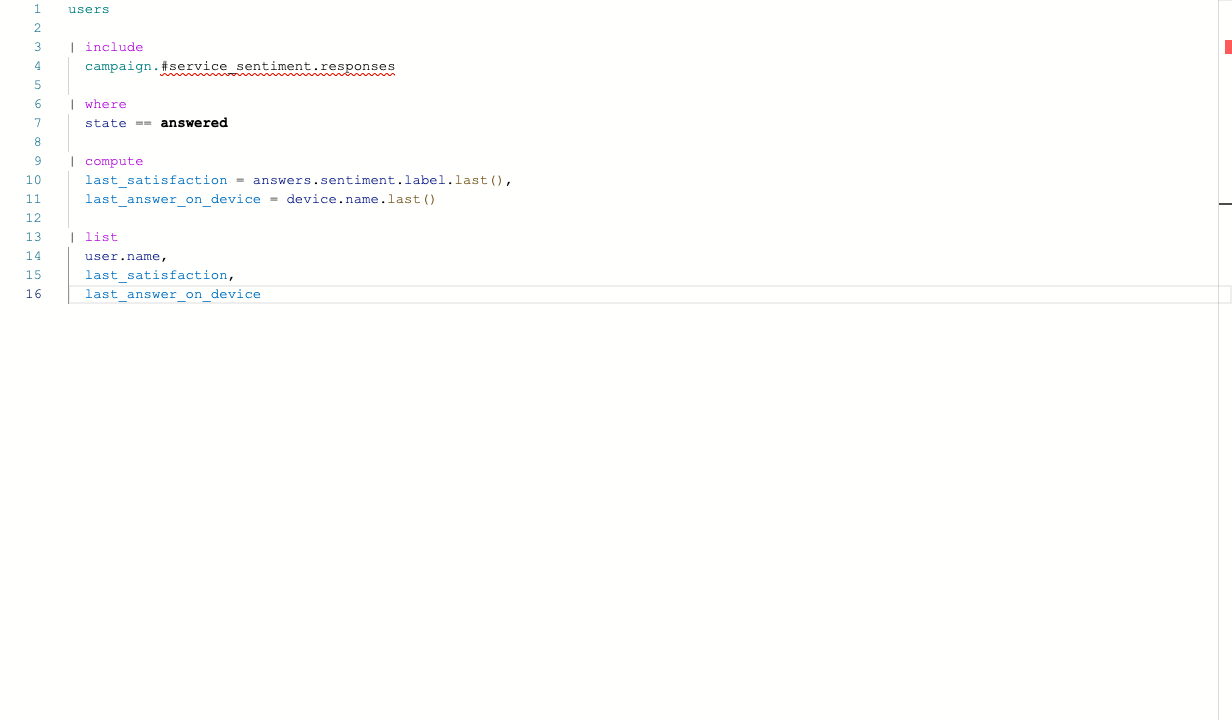 1 users
2
3 | include
4 campaign.#service_sentiment.responses
5
6 | where
7 state == answered
8
9 | compute
10 last_satisfaction = answers.sentiment.label.last(),
11 last_answer_on_device = device.name.last()
12
13 | list
14 user.name,
15 last_satisfaction,
16 last_answer_on_device